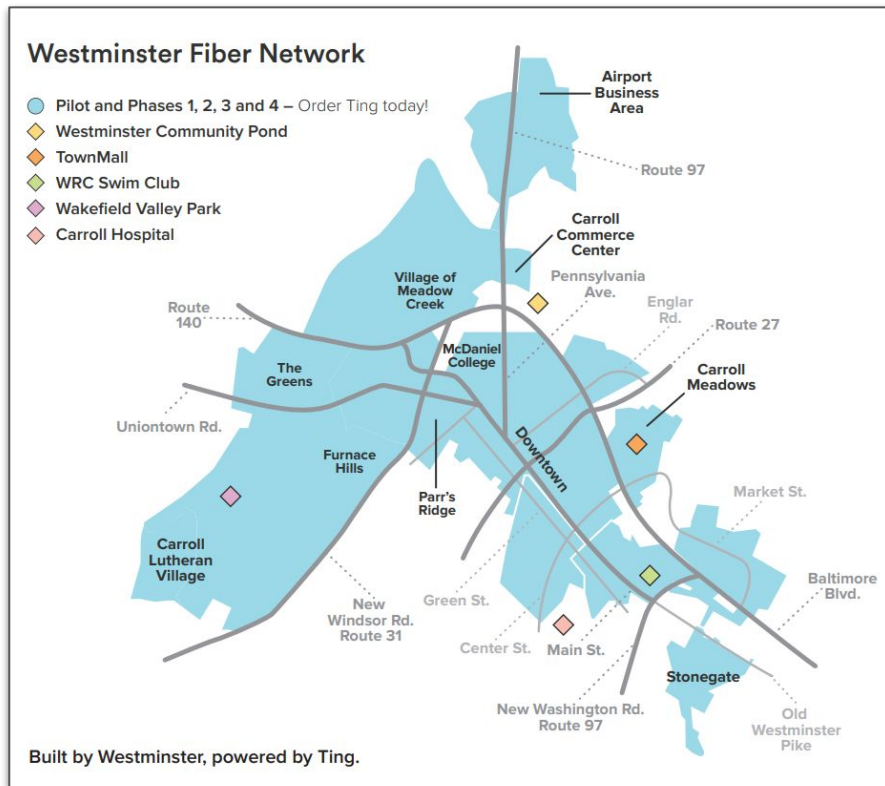 Westminster Fiber Network
Pilot and Phases 1, 2, 3 and 4 – Order Ting today!
Westminster Community Pond
TownMall
WRC Swim Club
Wakefield Valley Park
Carroll Hospital
Airport
Business
Area
Route 97
Carroll
Commerce
Center
Pennsylvania
Ave.
Village of
Meadow
Creek
Englar
Rd.
Route
140
Route 27
McDaniel
College
Carroll
Meadows
The
Greens
Uniontown Rd.
Downtown
Furnace
Hills
Parr's
Ridge
Market St.
Carroll
Lutheran
Village
New
Windsor Rd.
Route 31
Green St.
Baltimore
Blvd.
Center St.
Main St.
Stonegate
New Washington Rd.
Route 97
Old
Westminster
Pike
Built by Westminster, powered by Ting.